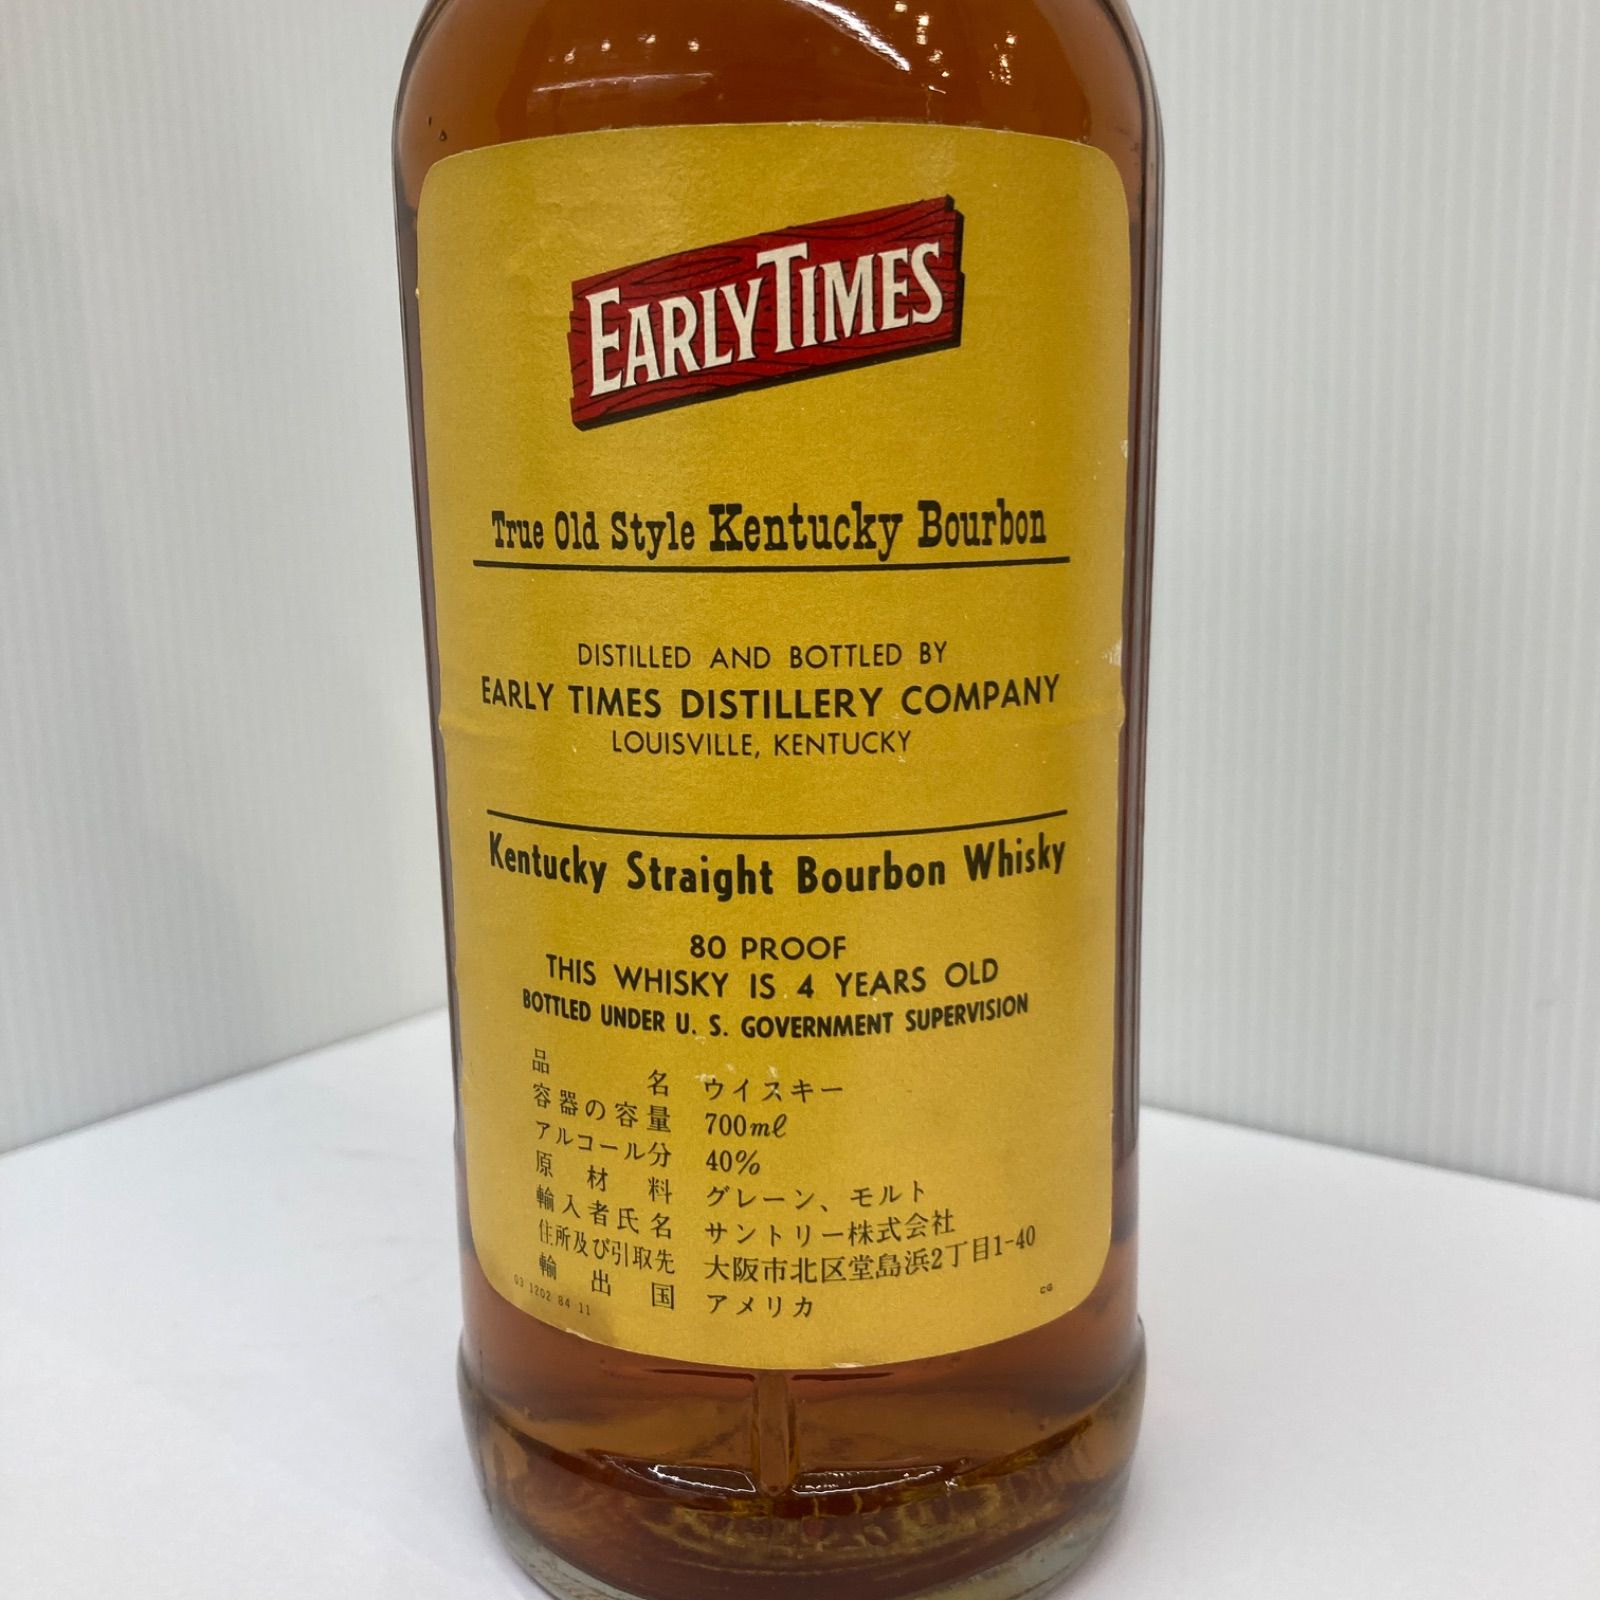 EARLY TIMES
True Old Style Kentucky Bourbon
DISTILLED AND BOTTLED BY
EARLY TIMES DISTILLERY COMPANY
LOUISVILLE, KENTUCKY
Kentucky Straight Bourbon Whisky
80 PROOF
THIS WHISKY IS 4 YEARS OLD
BOTTLED UNDER U. S. GOVERNMENT SUPERVISION
品名 ウイスキー
容器の容量 700mℓ
アルコール分 40%
原材料 グレーン、モルト
輸入者氏名 サントリー株式会社
住所及び引取先 大阪市北区堂島浜2丁目1-40
輸出国 アメリカ
03 1202 84 11
CG